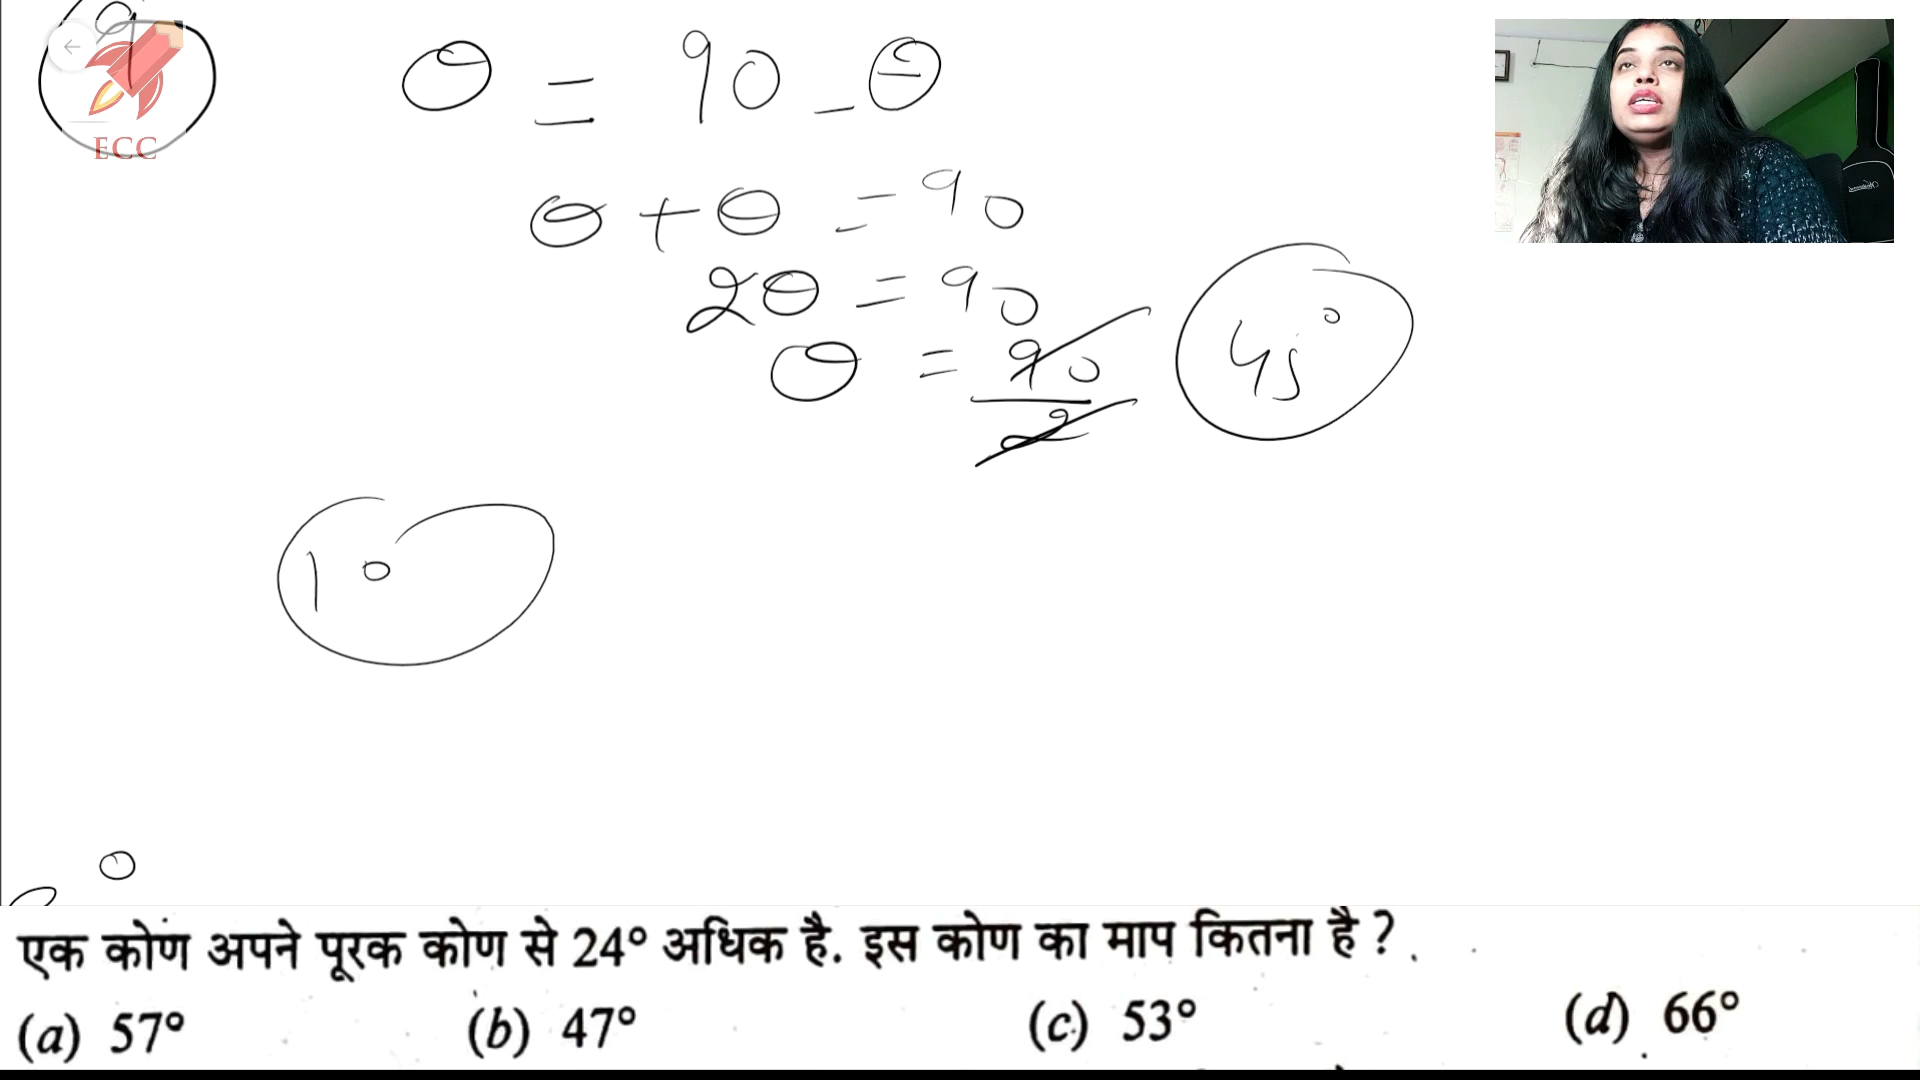 9
ECC
θ = 90 - θ
θ + θ = 90
2θ = 90
θ = 90/2
45°
10
एक कोण अपने पूरक कोण से 24° अधिक है. इस कोण का माप कितना है ?
(a) 57° (b) 47° (c) 53° (d) 66°